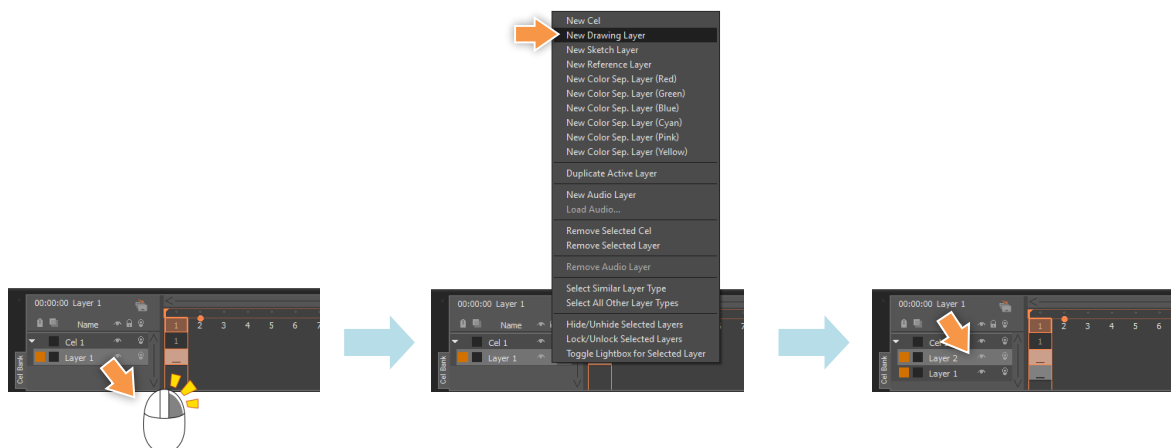 New Cel
New Drawing Layer
New Sketch Layer
New Reference Layer
New Color Sep. Layer (Red)
New Color Sep. Layer (Green)
New Color Sep. Layer (Blue)
New Color Sep. Layer (Cyan)
New Color Sep. Layer (Pink)
New Color Sep. Layer (Yellow)
Duplicate Active Layer
New Audio Layer
Load Audio...
Remove Selected Cel
Remove Selected Layer
Remove Audio Layer
Select Similar Layer Type
Select All Other Layer Types
Hide/Unhide Selected Layers
Lock/Unlock Selected Layers
Toggle Lightbox for Selected Layer
00:00:00 Layer 1
Name 1 2 3 4 5 6
Cel 1 1
Layer 1
Cel Bank
00:00:00 Layer 1
Name 6 7
Cel 1
Layer 1
Cel Bank
00:00:00 Layer 1
1 2 3 4 5 6
1
Layer 2
Layer 1
Cel Bank